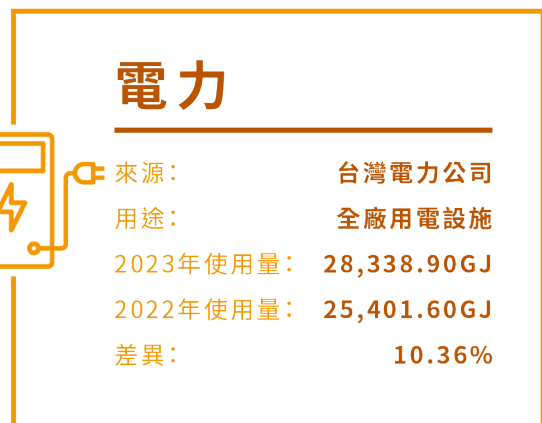 電力
來源：台灣電力公司
用途：全廠用電設施
2023年使用量：28,338.90GJ
2022年使用量：25,401.60GJ
差異：10.36%